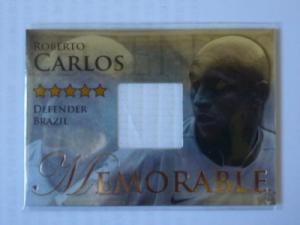 Roberto
Carlos
Defender
Brazil
Memorable